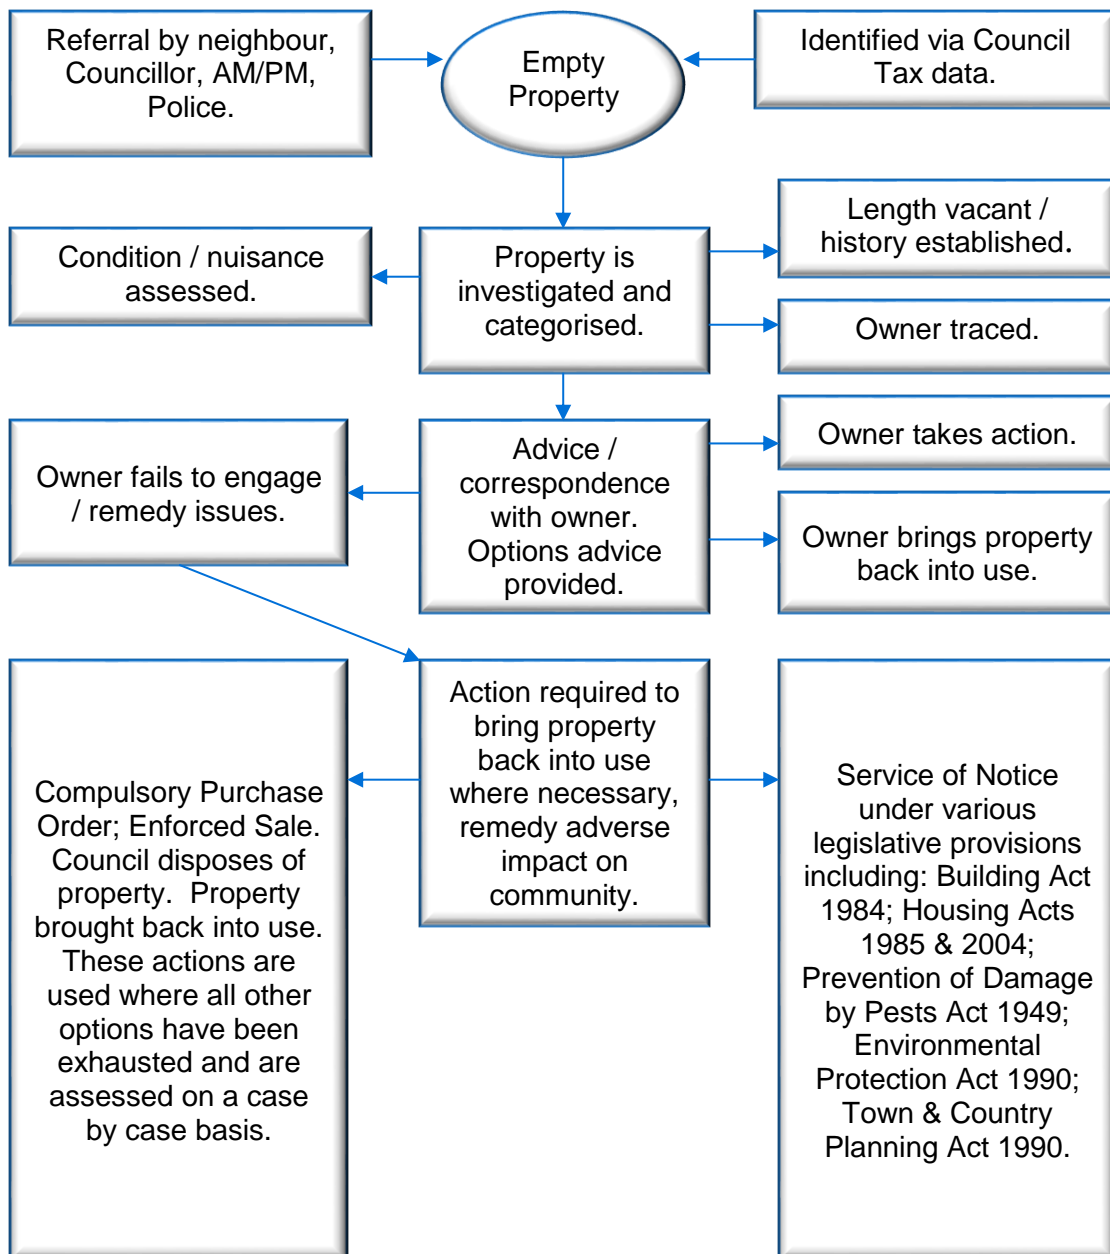 Referral by neighbour,
Councillor, AM/PM,
Police.
Empty
Property
Identified via Council
Tax data.
Condition / nuisance
assessed.
Property is
investigated and
categorised.
Length vacant /
history established.
Owner traced.
Owner fails to engage
/ remedy issues.
Advice /
correspondence
with owner.
Options advice
provided.
Owner takes action.
Owner brings property
back into use.
Compulsory Purchase
Order; Enforced Sale.
Council disposes of
property.  Property
brought back into use.
These actions are
used where all other
options have been
exhausted and are
assessed on a case
by case basis.
Action required to
bring property
back into use
where necessary,
remedy adverse
impact on
community.
Service of Notice
under various
legislative provisions
including: Building Act
1984; Housing Acts
1985 & 2004;
Prevention of Damage
by Pests Act 1949;
Environmental
Protection Act 1990;
Town & Country
Planning Act 1990.